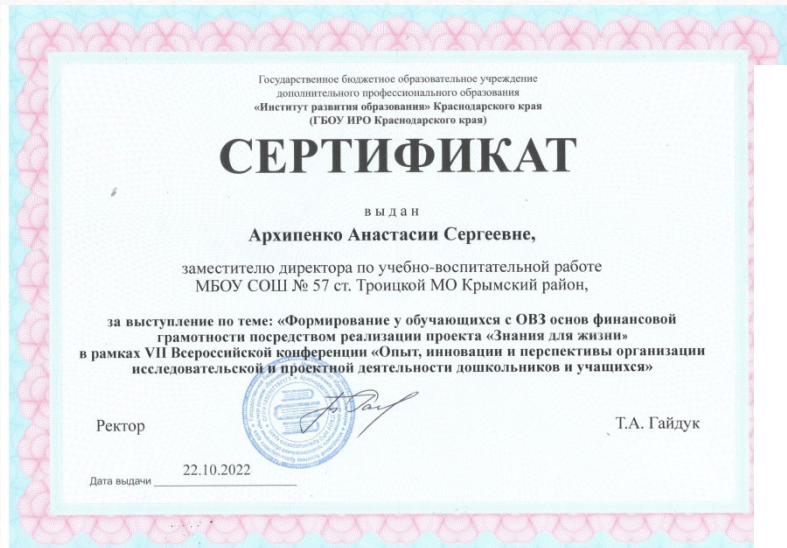 Государственное бюджетное образовательное учреждение
дополнительного профессионального образования
«Институт развития образования» Краснодарского края
(ГБОУ ИРО Краснодарского края)
СЕРТИФИКАТ
выдан
Архипенко Анастасии Сергеевне,
заместителю директора по учебно-воспитательной работе
МБОУ СОШ № 57 ст. Троицкой МО Крымский район,
за выступление по теме: «Формирование у обучающихся с ОВЗ основ финансовой
грамотности посредством реализации проекта «Знания для жизни»
в рамках VII Всероссийской конференции «Опыт, инновации и перспективы организации
исследовательской и проектной деятельности дошкольников и учащихся»
Ректор
Т.А. Гайдук
22.10.2022
Дата выдачи